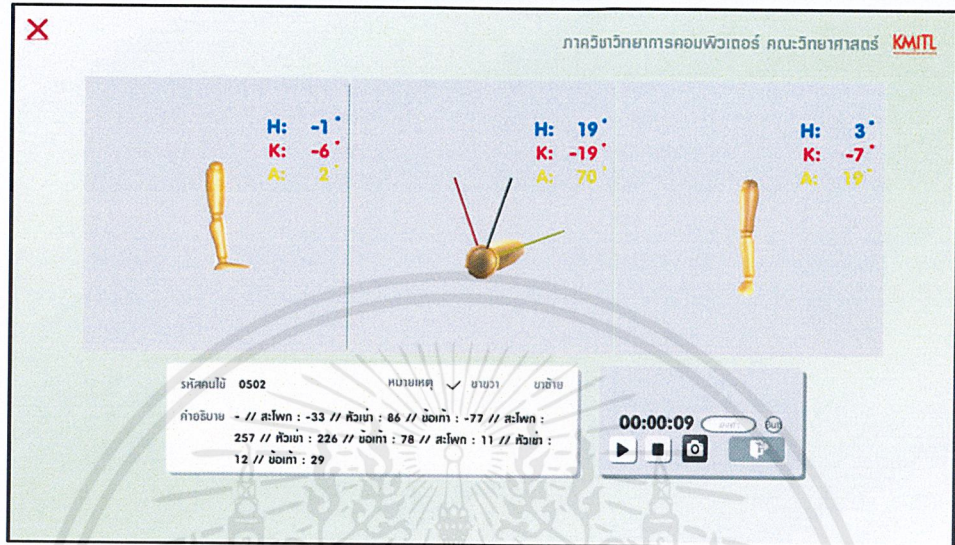 ภาควิชาวิทยาการคอมพิวเตอร์ คณะวิทยาศาสตร์ KMITL
H: -1°
K: -6°
A: 2°
H: 19°
K: -19°
A: 70°
H: 3°
K: -7°
A: 19°
รหัสคนไข้ 0502 หมายเหตุ ขาขวา ขาซ้าย
คำอธิบาย - // สะโพก : -33 // หัวเข่า : 86 // ข้อเท้า : -77 // สะโพก :
257 // หัวเข่า : 226 // ข้อเท้า : 78 // สะโพก : 11 // หัวเข่า :
12 // ข้อเท้า : 29
00:00:09